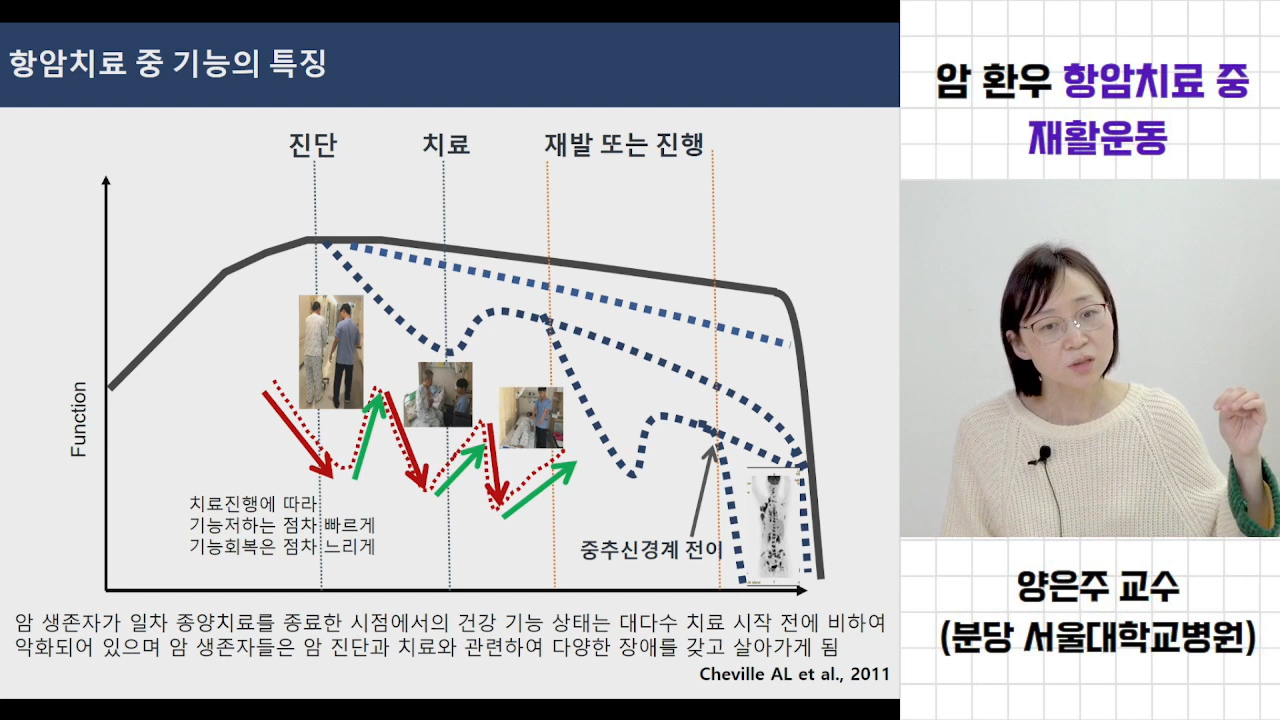 항암치료 중 기능의 특징
진단
치료
재발 또는 진행
Function
치료진행에 따라
기능저하는 점차 빠르게
기능회복은 점차 느리게
중추신경계 전이
암 생존자가 일차 종양치료를 종료한 시점에서의 건강 기능 상태는 대다수 치료 시작 전에 비하여
악화되어 있으며 암 생존자들은 암 진단과 치료와 관련하여 다양한 장애를 갖고 살아가게 됨
Cheville AL et al., 2011
암 환우 항암치료 중
재활운동
양은주 교수
(분당 서울대학교병원)